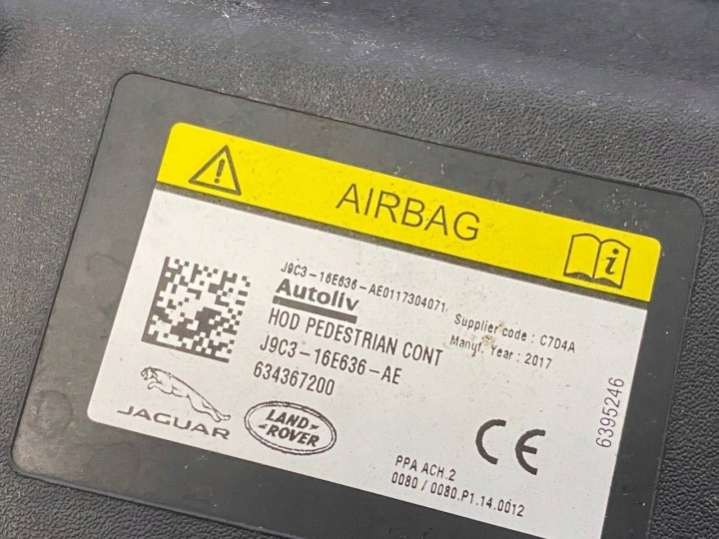 AIRBAG
J9C3-16E636-AE0117304071
Autoliv
Supplier code : C7D4A
Manuf. Year : 2017
HOD PEDESTRIAN CONT
J9C3-16E636-AE
634367200
JAGUAR
LAND-
-ROVER
CE
PPA ACH.2
0080 / 0080.P1.14.0012
6395246